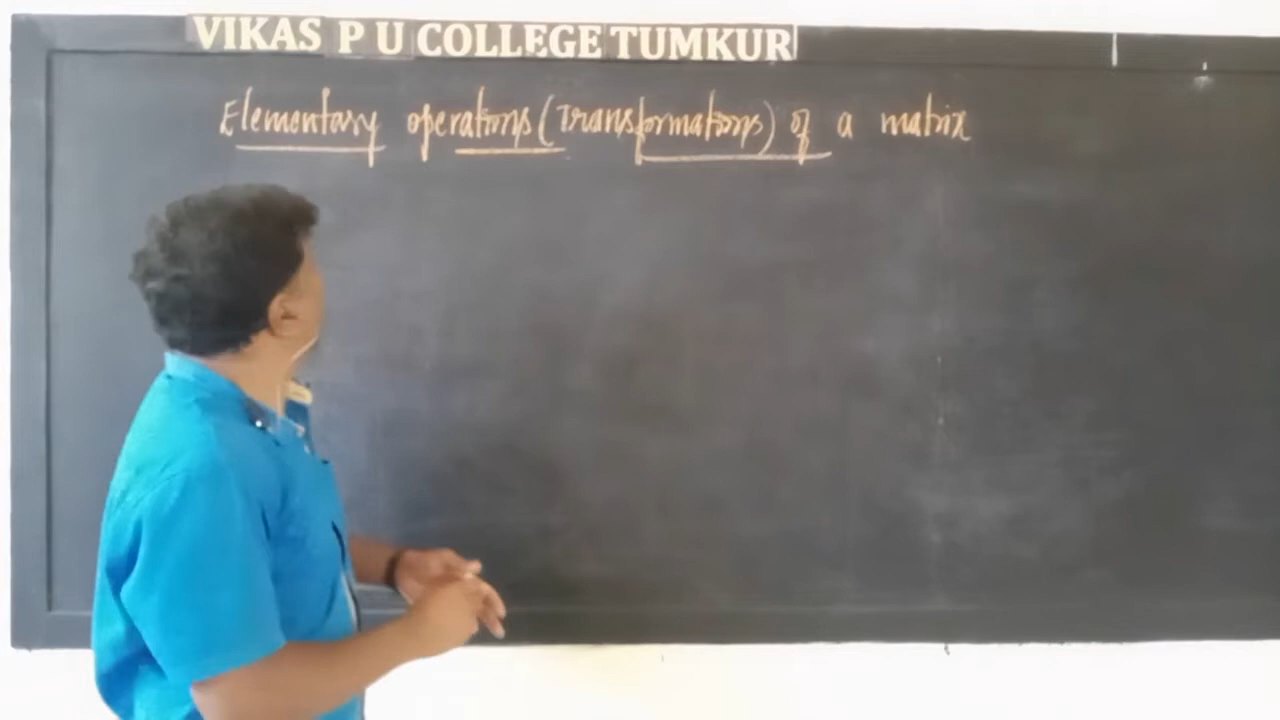 VIKAS P U COLLEGE TUMKUR
Elementary operations (Transformations) of a matrix